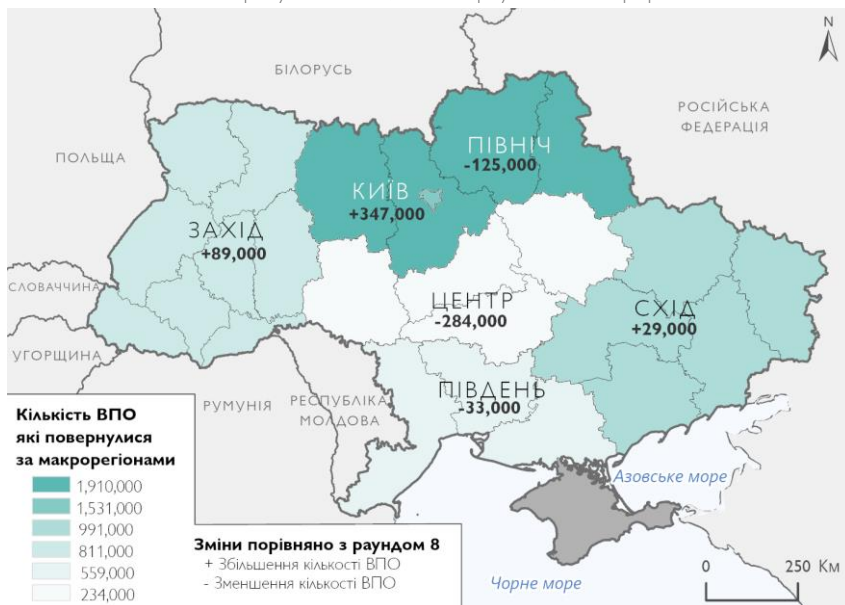 N
БІЛОРУСЬ
РОСІЙСЬКА
ФЕДЕРАЦІЯ
ПОЛЬЩА
ПІВНІЧ
-125,000
КИЇВ
+347,000
ЗАХІД
+89,000
СЛОВАЧЧИНА
ЦЕНТР
-284,000
СХІД
+29,000
УГОРЩИНА
ПІВДЕНЬ
-33,000
РУМУНІЯ
РЕСПУБЛІКА
МОЛДОВА
Кількість ВПО
які повернулися
за макрорегіонами
1,910,000
1,531,000
991,000
811,000
559,000
234,000
Азовське море
Зміни порівняно з раундом 8
+ Збільшення кількості ВПО
- Зменшення кількості ВПО
Чорне море
0 250 Км